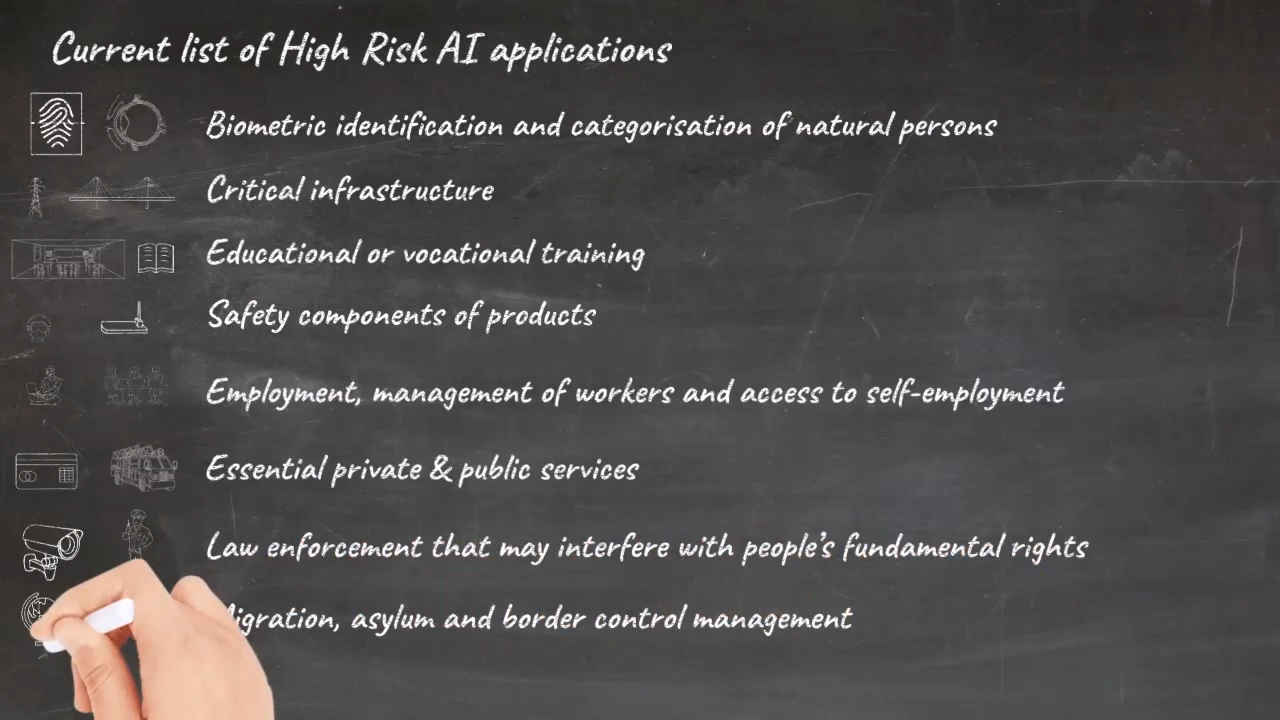 Current list of High Risk AI applications
Biometric identification and categorisation of natural persons
Critical infrastructure
Educational or vocational training
Safety components of products
Employment, management of workers and access to self-employment
Essential private & public services
Law enforcement that may interfere with people's fundamental rights
Migration, asylum and border control management